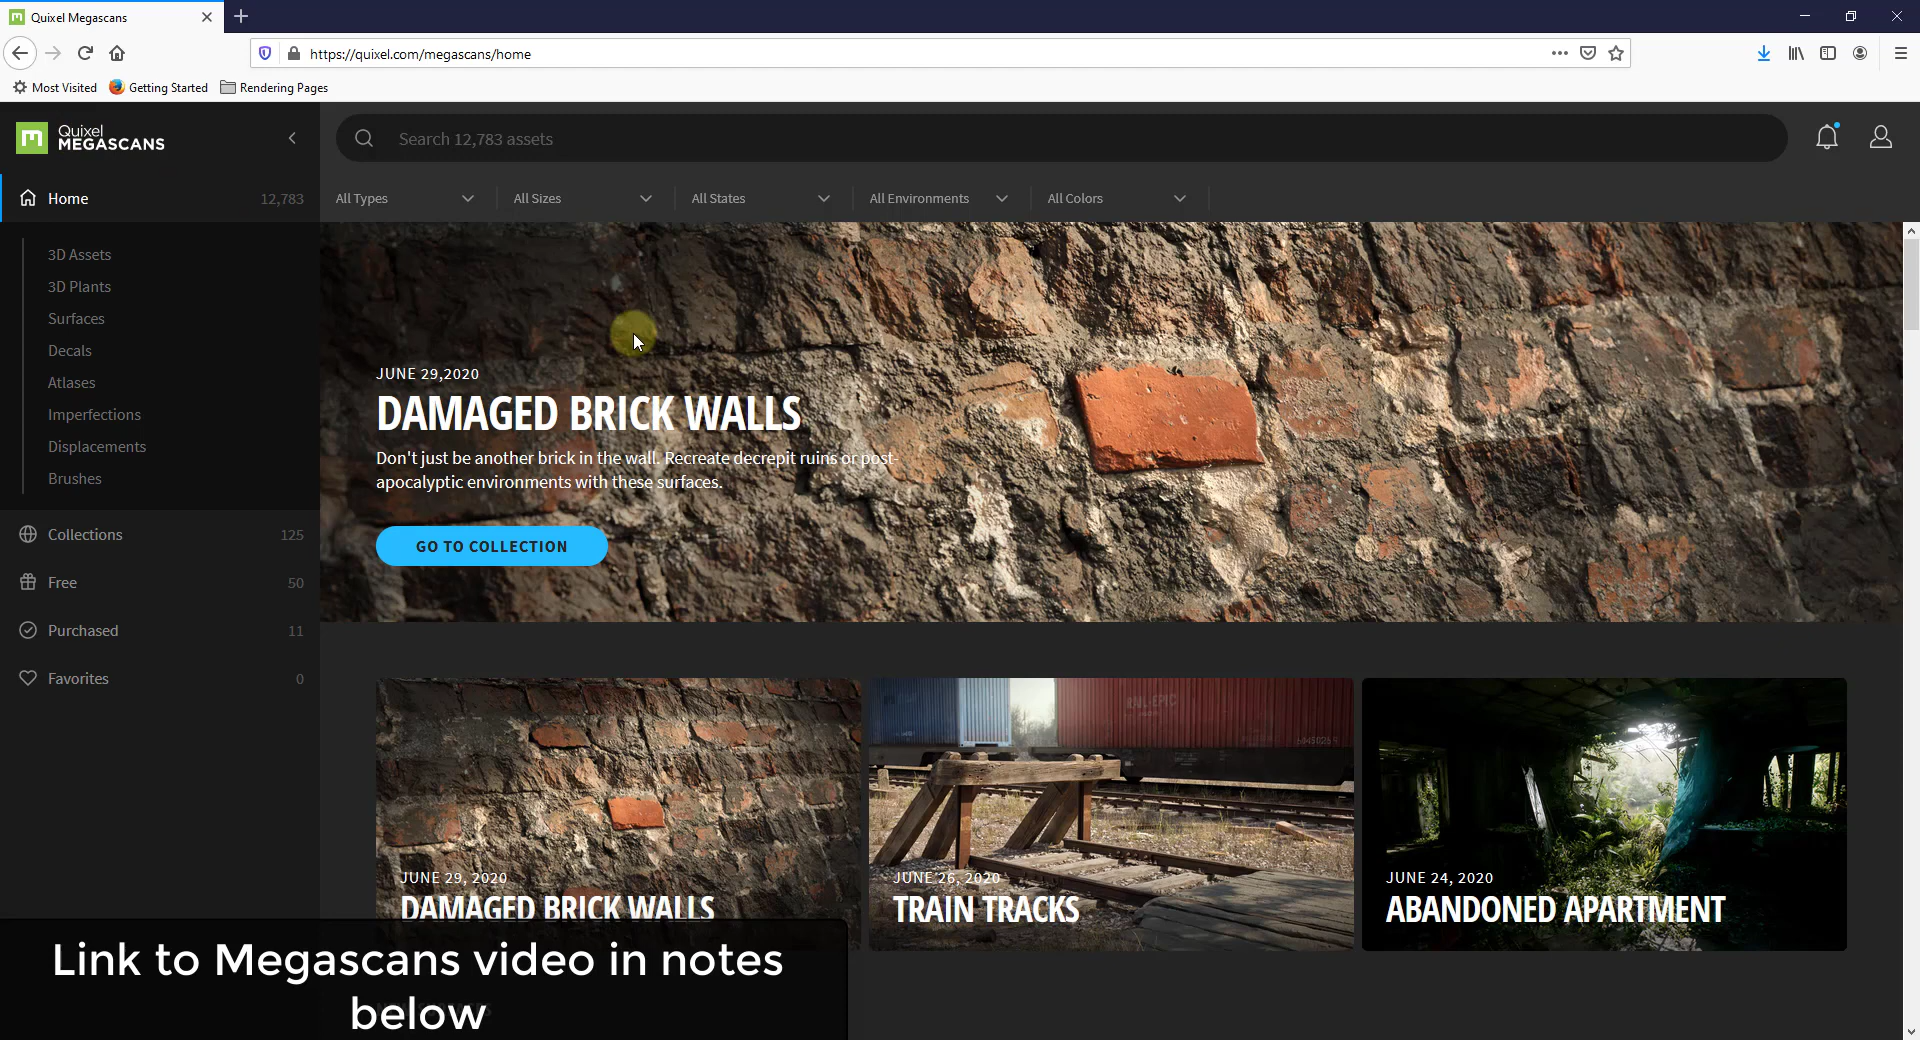 Quixel Megascans
https://quixel.com/megascans/home
Most Visited
Getting Started
Rendering Pages
Quixel
MEGASCANS
Search 12,783 assets
Home 12,783
All Types
All Sizes
All States
All Environments
All Colors
3D Assets
3D Plants
Surfaces
Decals
Atlases
Imperfections
Displacements
Brushes
Collections 125
Free 50
Purchased 11
Favorites 0
JUNE 29,2020
DAMAGED BRICK WALLS
Don't just be another brick in the wall. Recreate decrepit ruins or post-
apocalyptic environments with these surfaces.
GO TO COLLECTION
JUNE 29, 2020
DAMAGED BRICK WALLS
RAIL-EPIC
JUNE 26, 2020
TRAIN TRACKS
JUNE 24, 2020
ABANDONED APARTMENT
Link to Megascans video in notes
below